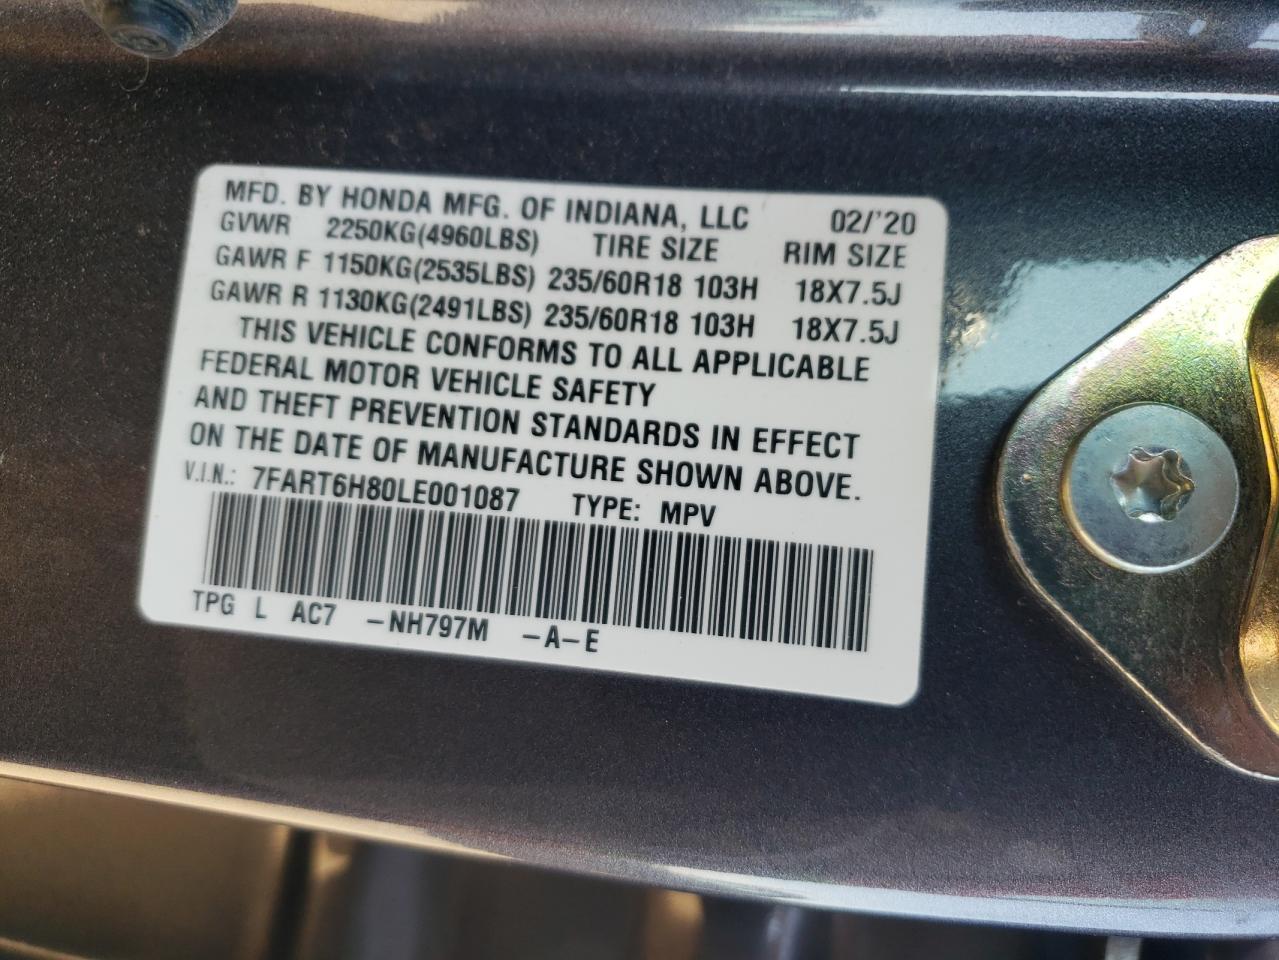 MFD. BY HONDA MFG. OF INDIANA, LLC 02/'20
GVWR 2250KG(4960LBS) TIRE SIZE RIM SIZE
GAWR F 1150KG(2535LBS) 235/60R18 103H 18X7.5J
GAWR R 1130KG(2491LBS) 235/60R18 103H 18X7.5J
THIS VEHICLE CONFORMS TO ALL APPLICABLE
FEDERAL MOTOR VEHICLE SAFETY
AND THEFT PREVENTION STANDARDS IN EFFECT
ON THE DATE OF MANUFACTURE SHOWN ABOVE.
V.I.N.: 7FART6H80LE001087 TYPE: MPV
TPG L AC7 -NH797M -A-E